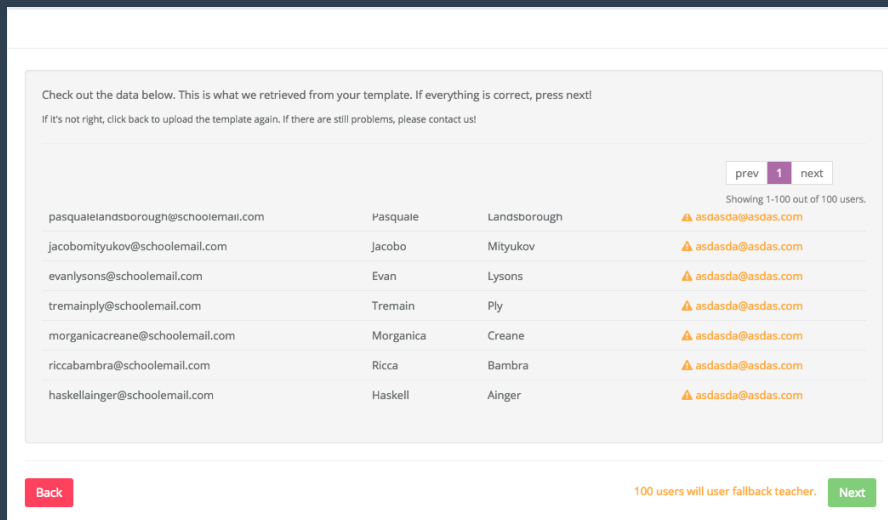 Check out the data below. This is what we retrieved from your template. If everything is correct, press next!
If it's not right, click back to upload the template again. If there are still problems, please contact us!
prev 1 next
Showing 1-100 out of 100 users.
pasqualelandsborough@schoolemail.com Pasquale Landsborough asdasda@asdas.com
jacobomityukov@schoolemail.com Jacobo Mityukov asdasda@asdas.com
evanlysons@schoolemail.com Evan Lysons asdasda@asdas.com
tremainply@schoolemail.com Tremain Ply asdasda@asdas.com
morganicacreane@schoolemail.com Morganica Creane asdasda@asdas.com
riccabambra@schoolemail.com Ricca Bambra asdasda@asdas.com
haskellainger@schoolemail.com Haskell Ainger asdasda@asdas.com
Back 100 users will user fallback teacher. Next